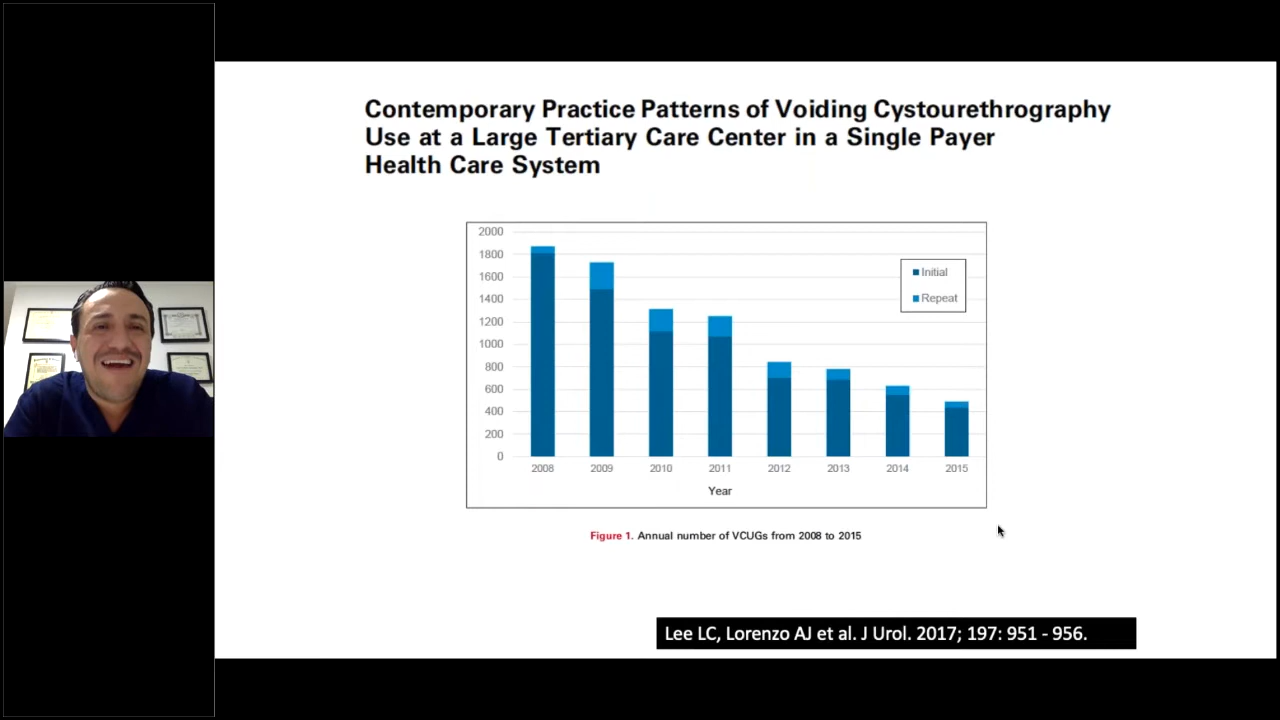 Contemporary Practice Patterns of Voiding Cystourethrography
Use at a Large Tertiary Care Center in a Single Payer
Health Care System
2000
1800
1600
1400
1200
1000
800
600
400
200
0
Initial
Repeat
2008 2009 2010 2011 2012 2013 2014 2015
Year
Figure 1. Annual number of VCUGs from 2008 to 2015
Lee LC, Lorenzo AJ et al. J Urol. 2017; 197: 951 - 956.